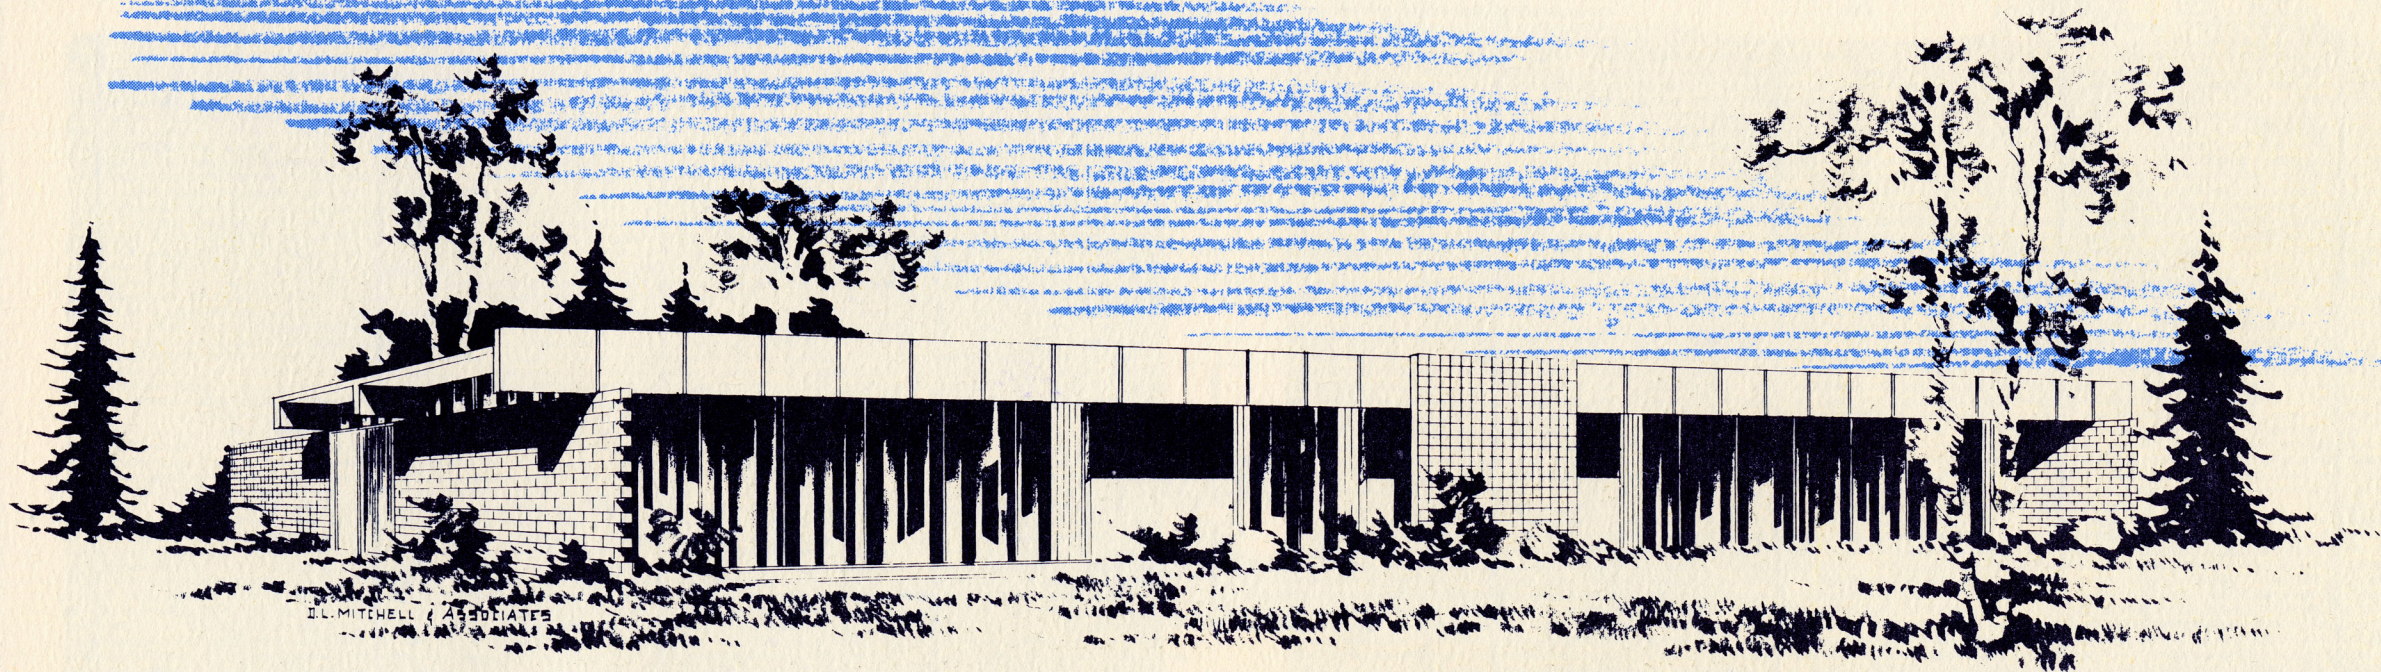 D.L. MITCHELL & ASSOCIATES